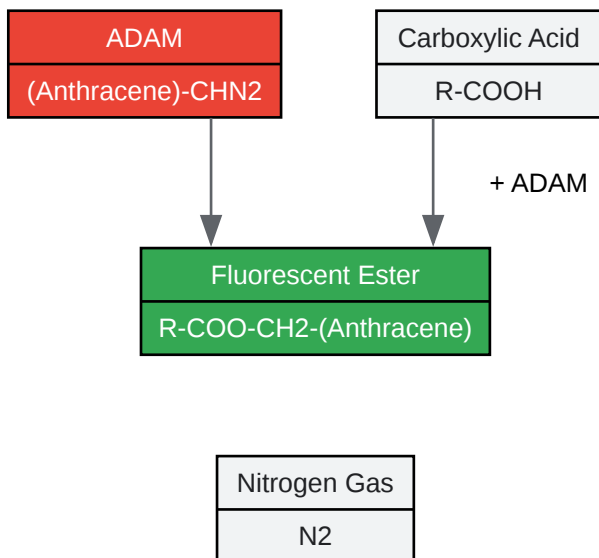 ADAM
(Anthracene)-CHN2
Carboxylic Acid
R-COOH
+ ADAM
Fluorescent Ester
R-COO-CH2-(Anthracene)
Nitrogen Gas
N2